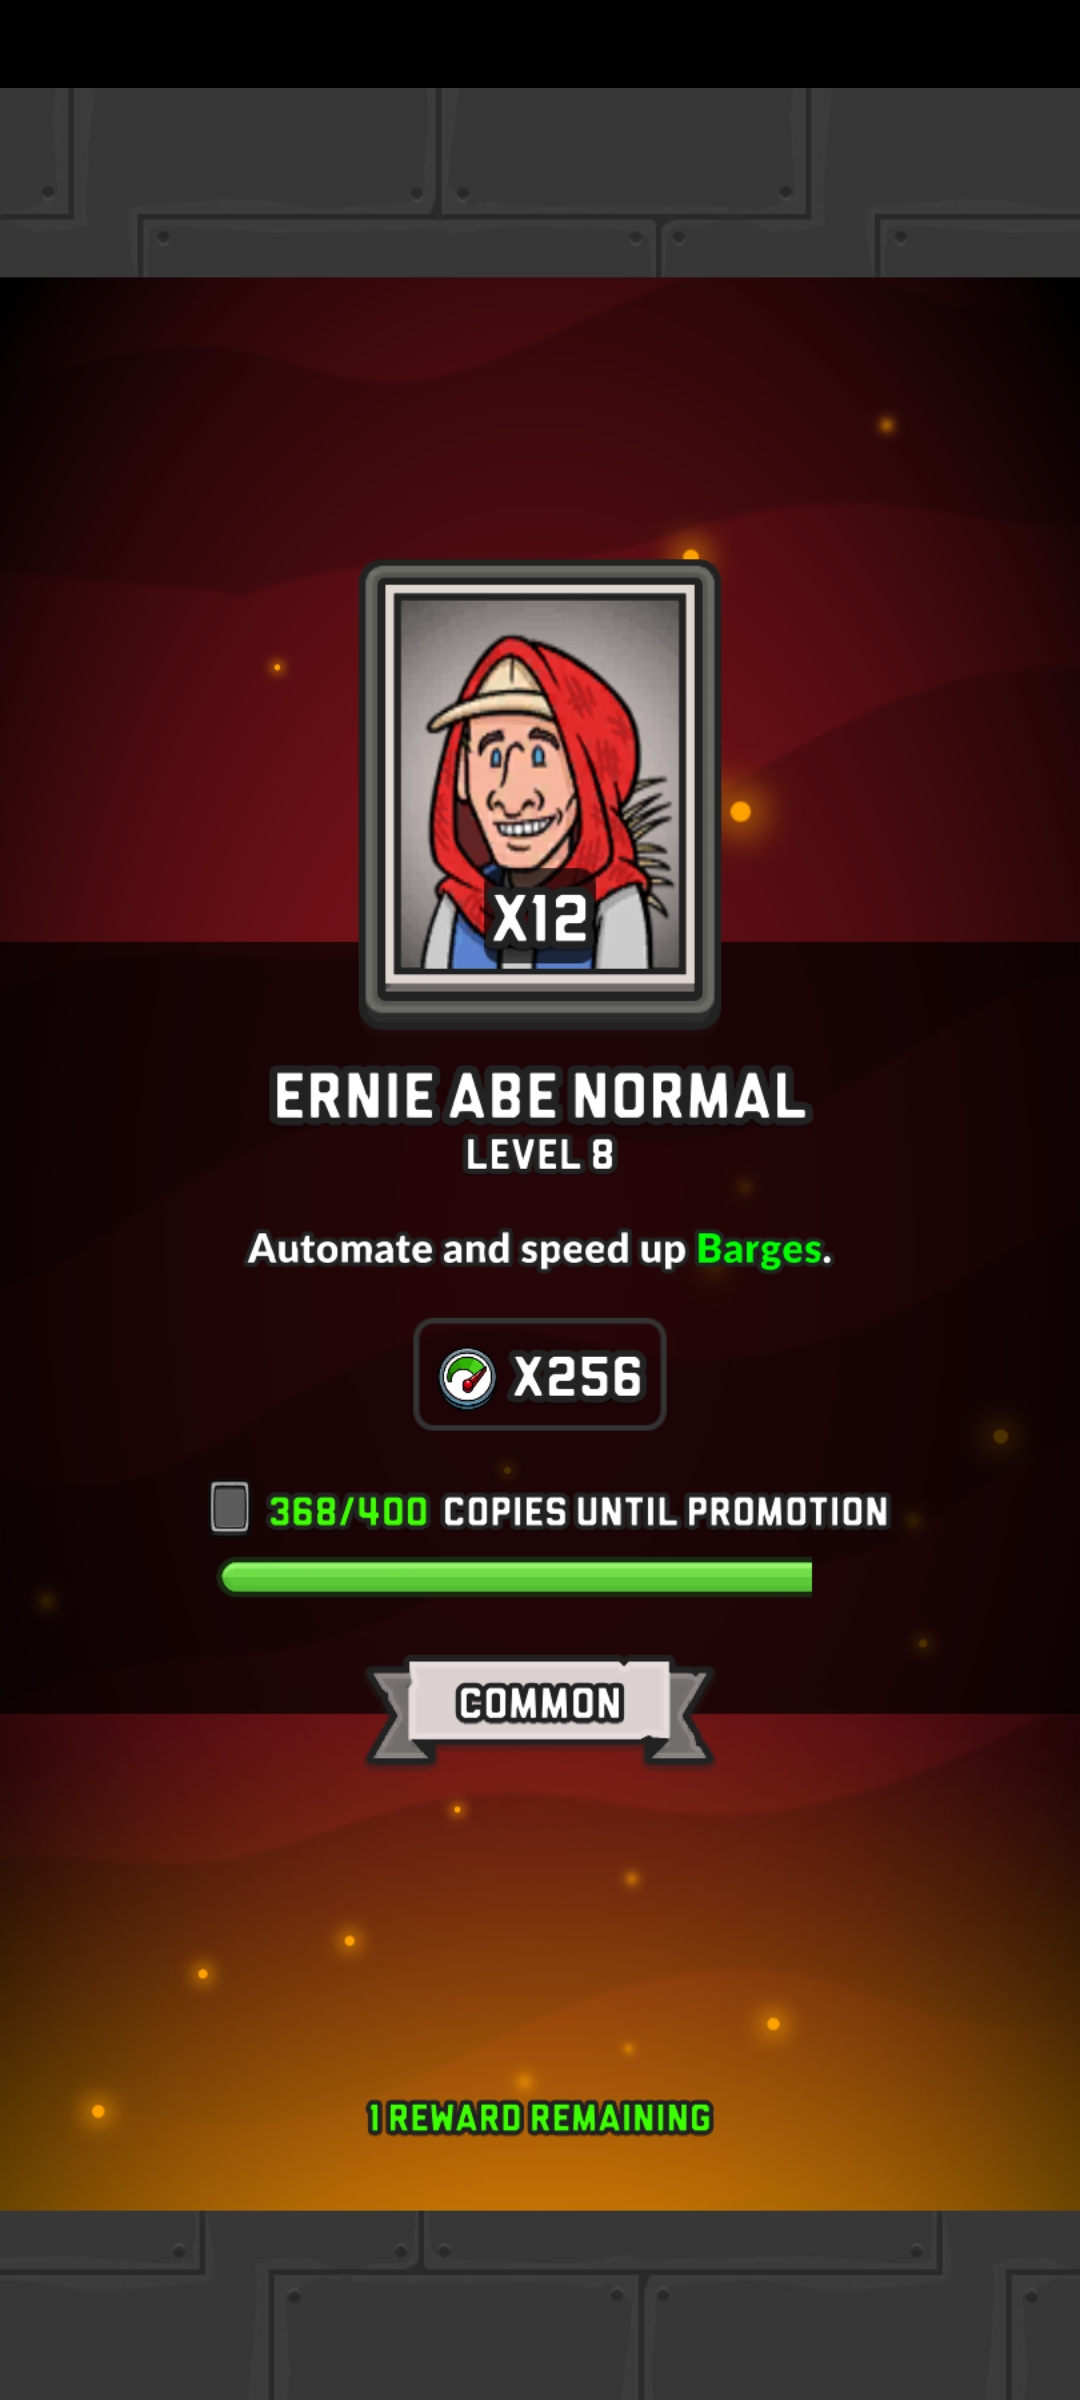 X12
ERNIE ABE NORMAL
LEVEL 8
Automate and speed up Barges.
X256
368/400 COPIES UNTIL PROMOTION
COMMON
1 REWARD REMAINING